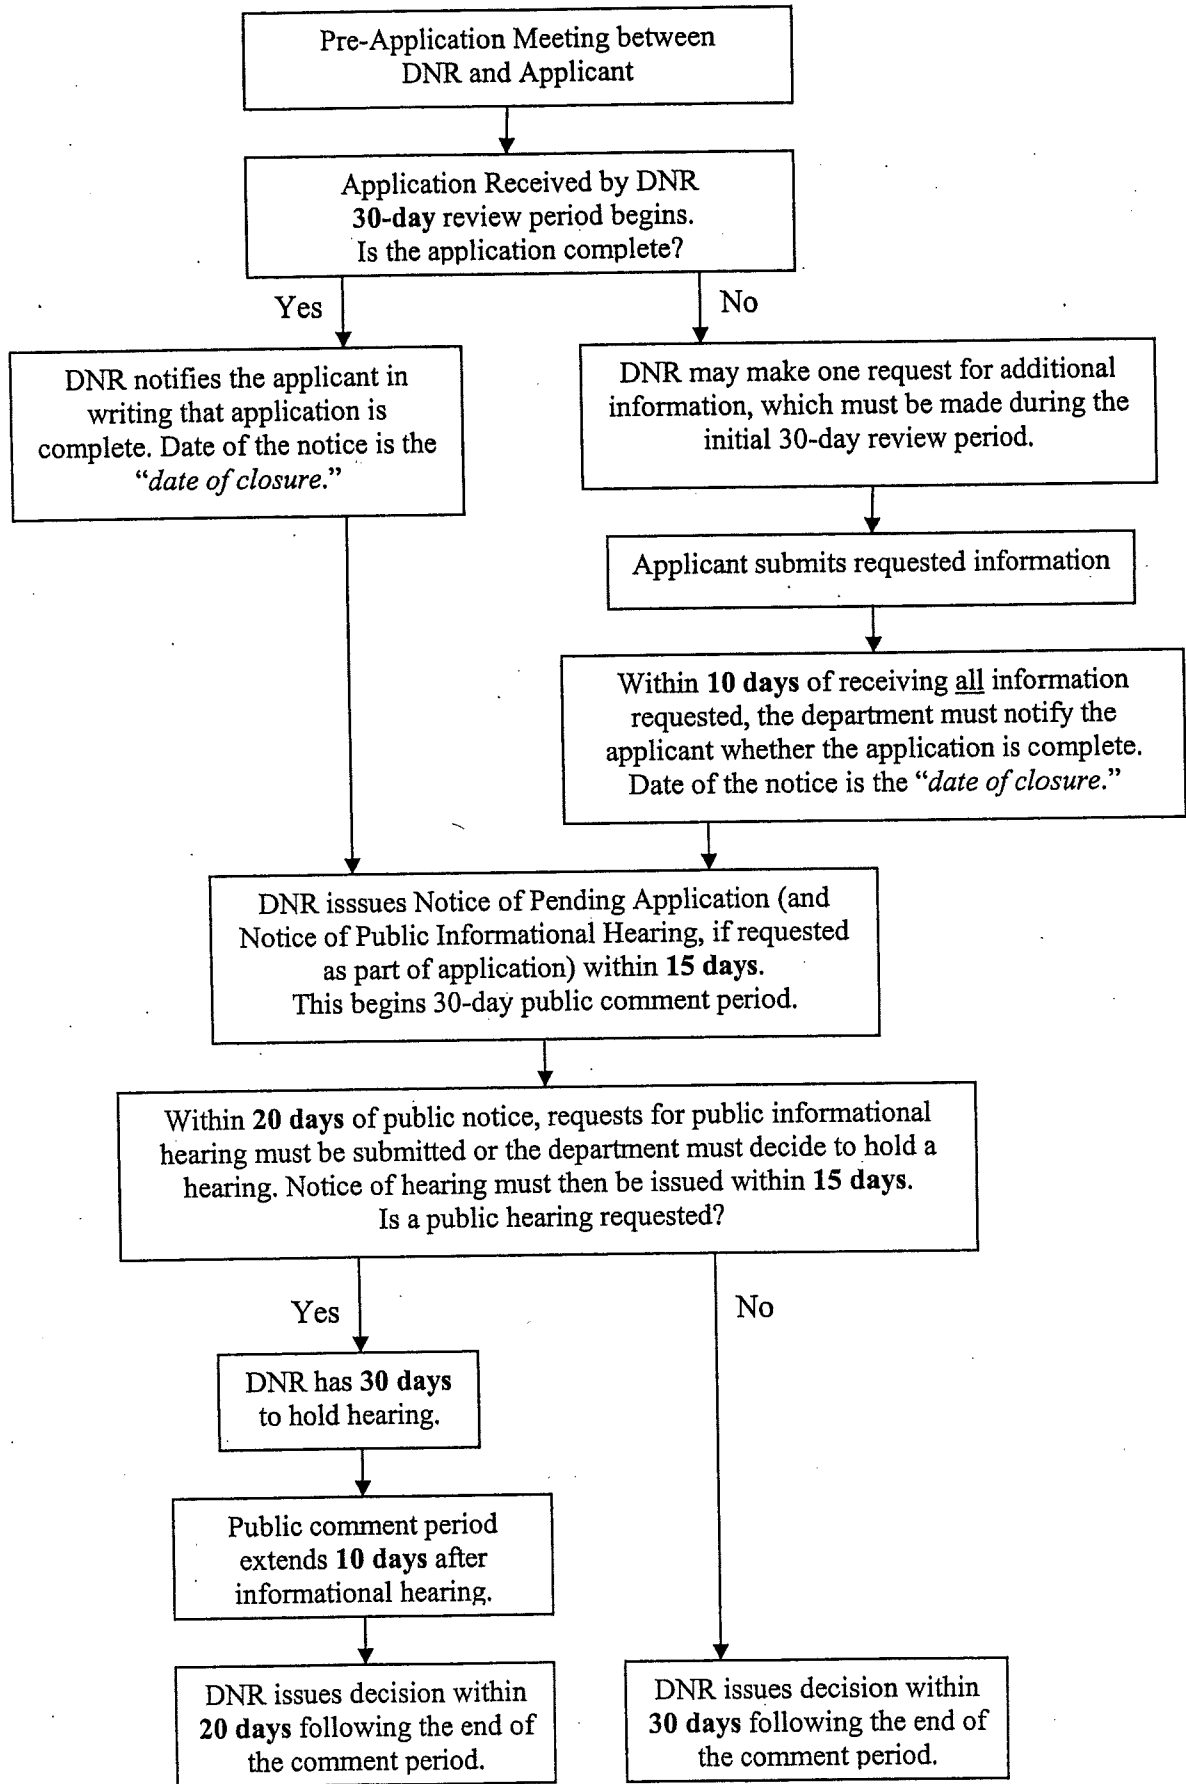 Pre-Application Meeting between
DNR and Applicant
Application Received by DNR
30-day review period begins.
Is the application complete?
Yes
No
DNR notifies the applicant in
writing that application is
complete. Date of the notice is the
“date of closure.”
DNR may make one request for additional
information, which must be made during the
initial 30-day review period.
Applicant submits requested information
Within 10 days of receiving all information
requested, the department must notify the
applicant whether the application is complete.
Date of the notice is the “date of closure.”
DNR isssues Notice of Pending Application (and
Notice of Public Informational Hearing, if requested
as part of application) within 15 days.
This begins 30-day public comment period.
Within 20 days of public notice, requests for public informational
hearing must be submitted or the department must decide to hold a
hearing. Notice of hearing must then be issued within 15 days.
Is a public hearing requested?
Yes
No
DNR has 30 days
to hold hearing.
Public comment period
extends 10 days after
informational hearing.
DNR issues decision within
20 days following the end of
the comment period.
DNR issues decision within
30 days following the end of
the comment period.